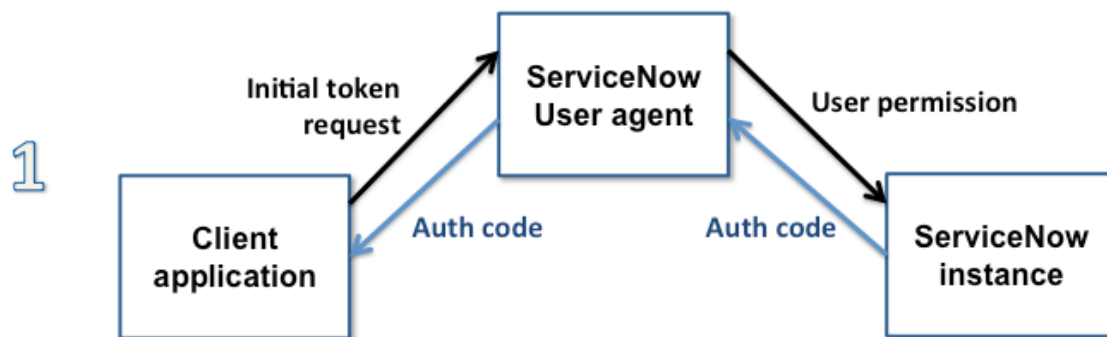 Initial token
request
ServiceNow
User agent
User permission
1
Client
application
Auth code
Auth code
ServiceNow
instance